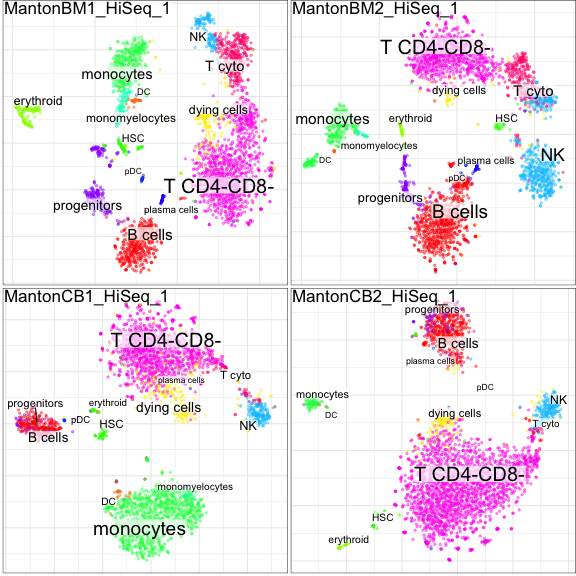 MantonBM1_HiSeq_1
NK
T cyto
monocytes
DC
erythroid
dying cells
monomyelocytes
HSC
pDC
T CD4-CD8-
progenitors
plasma cells
B cells
MantonBM2_HiSeq_1
T CD4-CD8-
T cyto
dying cells
monocytes
erythroid
HSC
monomyelocytes
DC
NK
plasma cells
pDC
progenitors
B cells
MantonCB1_HiSeq_1
T CD4-CD8-
T cyto
plasma cells
progenitors
erythroid
dying cells
pDC
HSC
NK
B cells
monomyelocytes
DC
monocytes
MantonCB2_HiSeq_1
progenitors
B cells
plasma cells
pDC
monocytes
DC
NK
dying cells
T cyto
T CD4-CD8-
HSC
erythroid